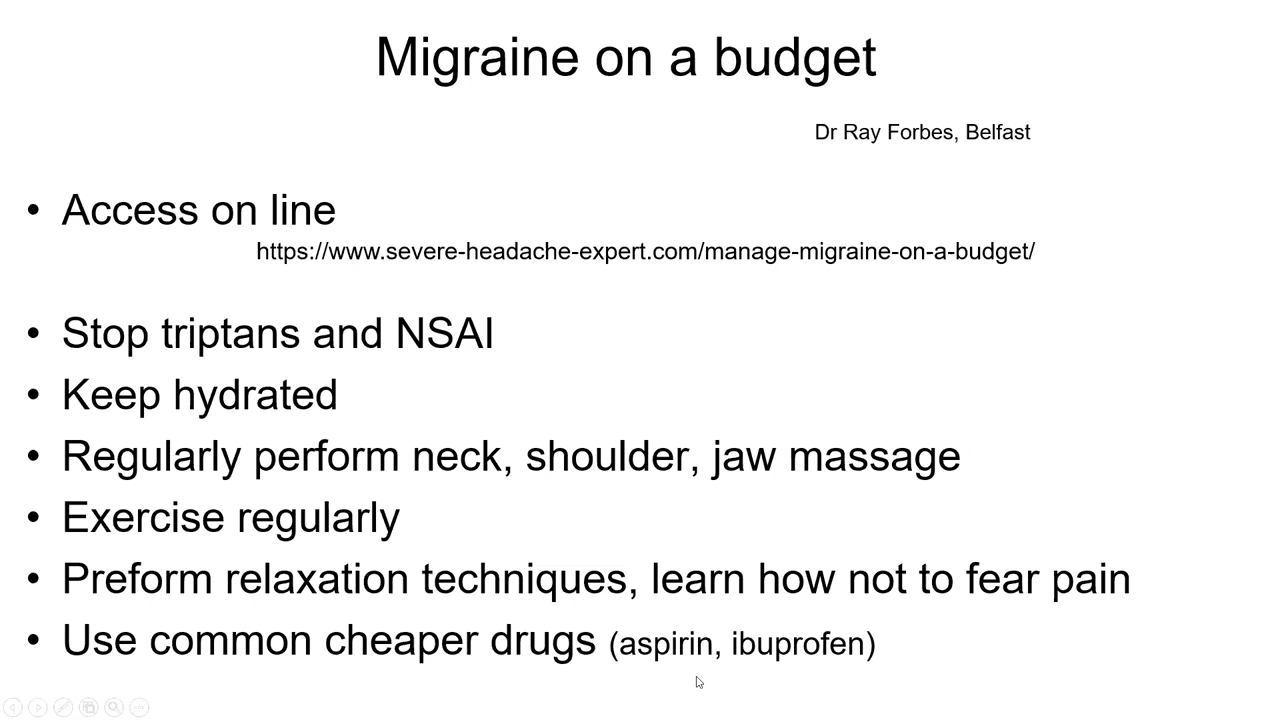 Migraine on a budget
Dr Ray Forbes, Belfast
• Access on line
https://www.severe-headache-expert.com/manage-migraine-on-a-budget/
• Stop triptans and NSAI
• Keep hydrated
• Regularly perform neck, shoulder, jaw massage
• Exercise regularly
• Preform relaxation techniques, learn how not to fear pain
• Use common cheaper drugs (aspirin, ibuprofen)